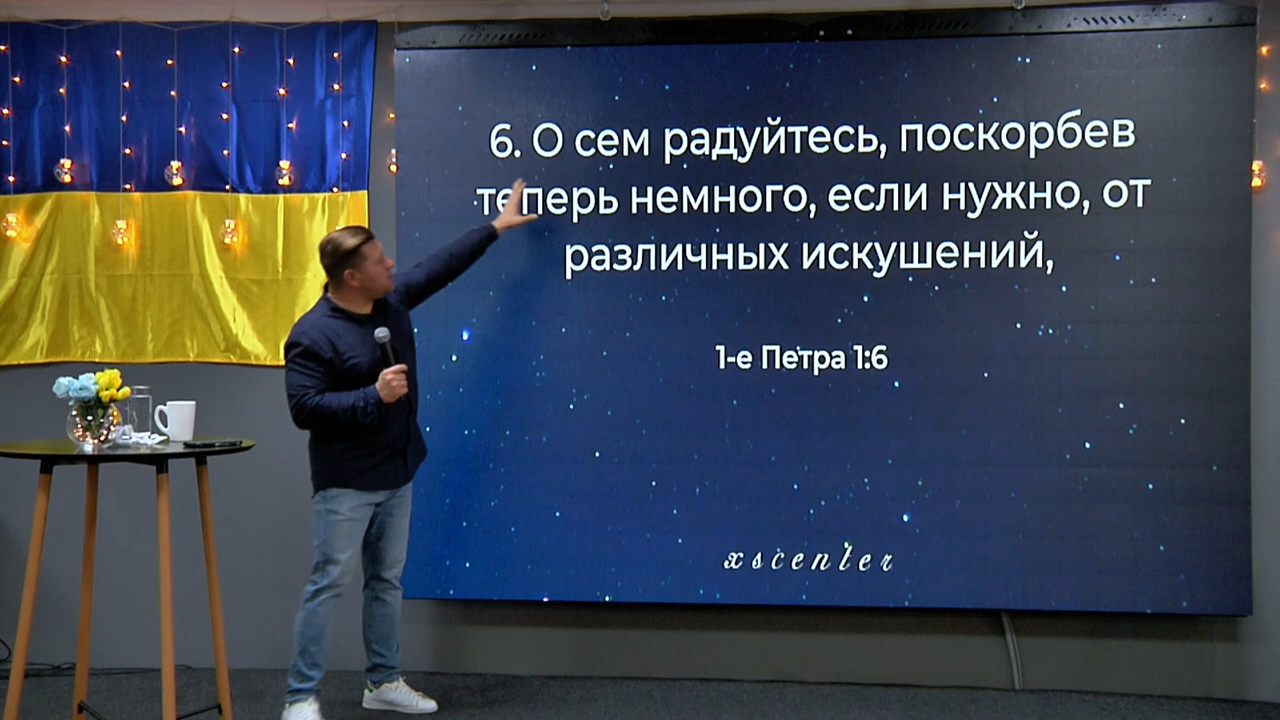 6. О сем радуйтесь, поскорбев
теперь немного, если нужно, от
различных искушений,
1-е Петра 1:6
xscenter